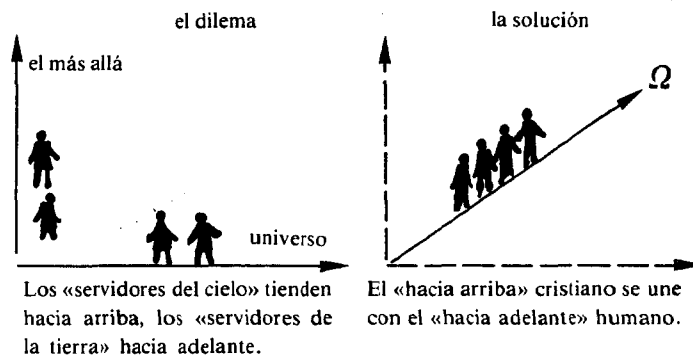 el dilema
el más allá
universo
Los «servidores del cielo» tienden
hacia arriba, los «servidores de
la tierra» hacia adelante.
la solución
Ω
El «hacia arriba» cristiano se une
con el «hacia adelante» humano.